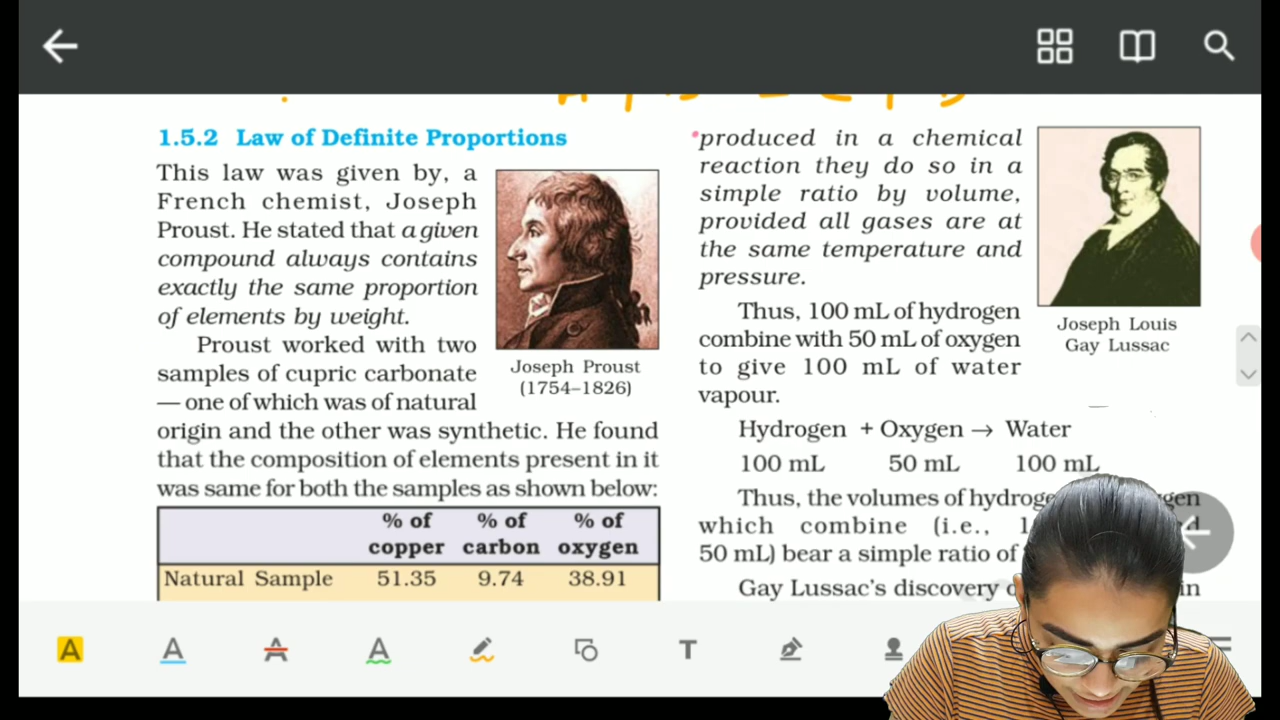 1.5.2 Law of Definite Proportions
This law was given by, a
French chemist, Joseph
Proust. He stated that a given
compound always contains
exactly the same proportion
of elements by weight.
Proust worked with two
samples of cupric carbonate
— one of which was of natural
origin and the other was synthetic. He found
that the composition of elements present in it
was same for both the samples as shown below:
Joseph Proust
(1754–1826)
% of % of % of
copper carbon oxygen
Natural Sample 51.35 9.74 38.91
produced in a chemical
reaction they do so in a
simple ratio by volume,
provided all gases are at
the same temperature and
pressure.
Joseph Louis
Gay Lussac
Thus, 100 mL of hydrogen
combine with 50 mL of oxygen
to give 100 mL of water
vapour.
Hydrogen + Oxygen → Water
100 mL 50 mL 100 mL
Thus, the volumes of
which combine (i.e.,
50 mL) bear a simple ratio of
Gay Lussac's discovery in
A A A A T